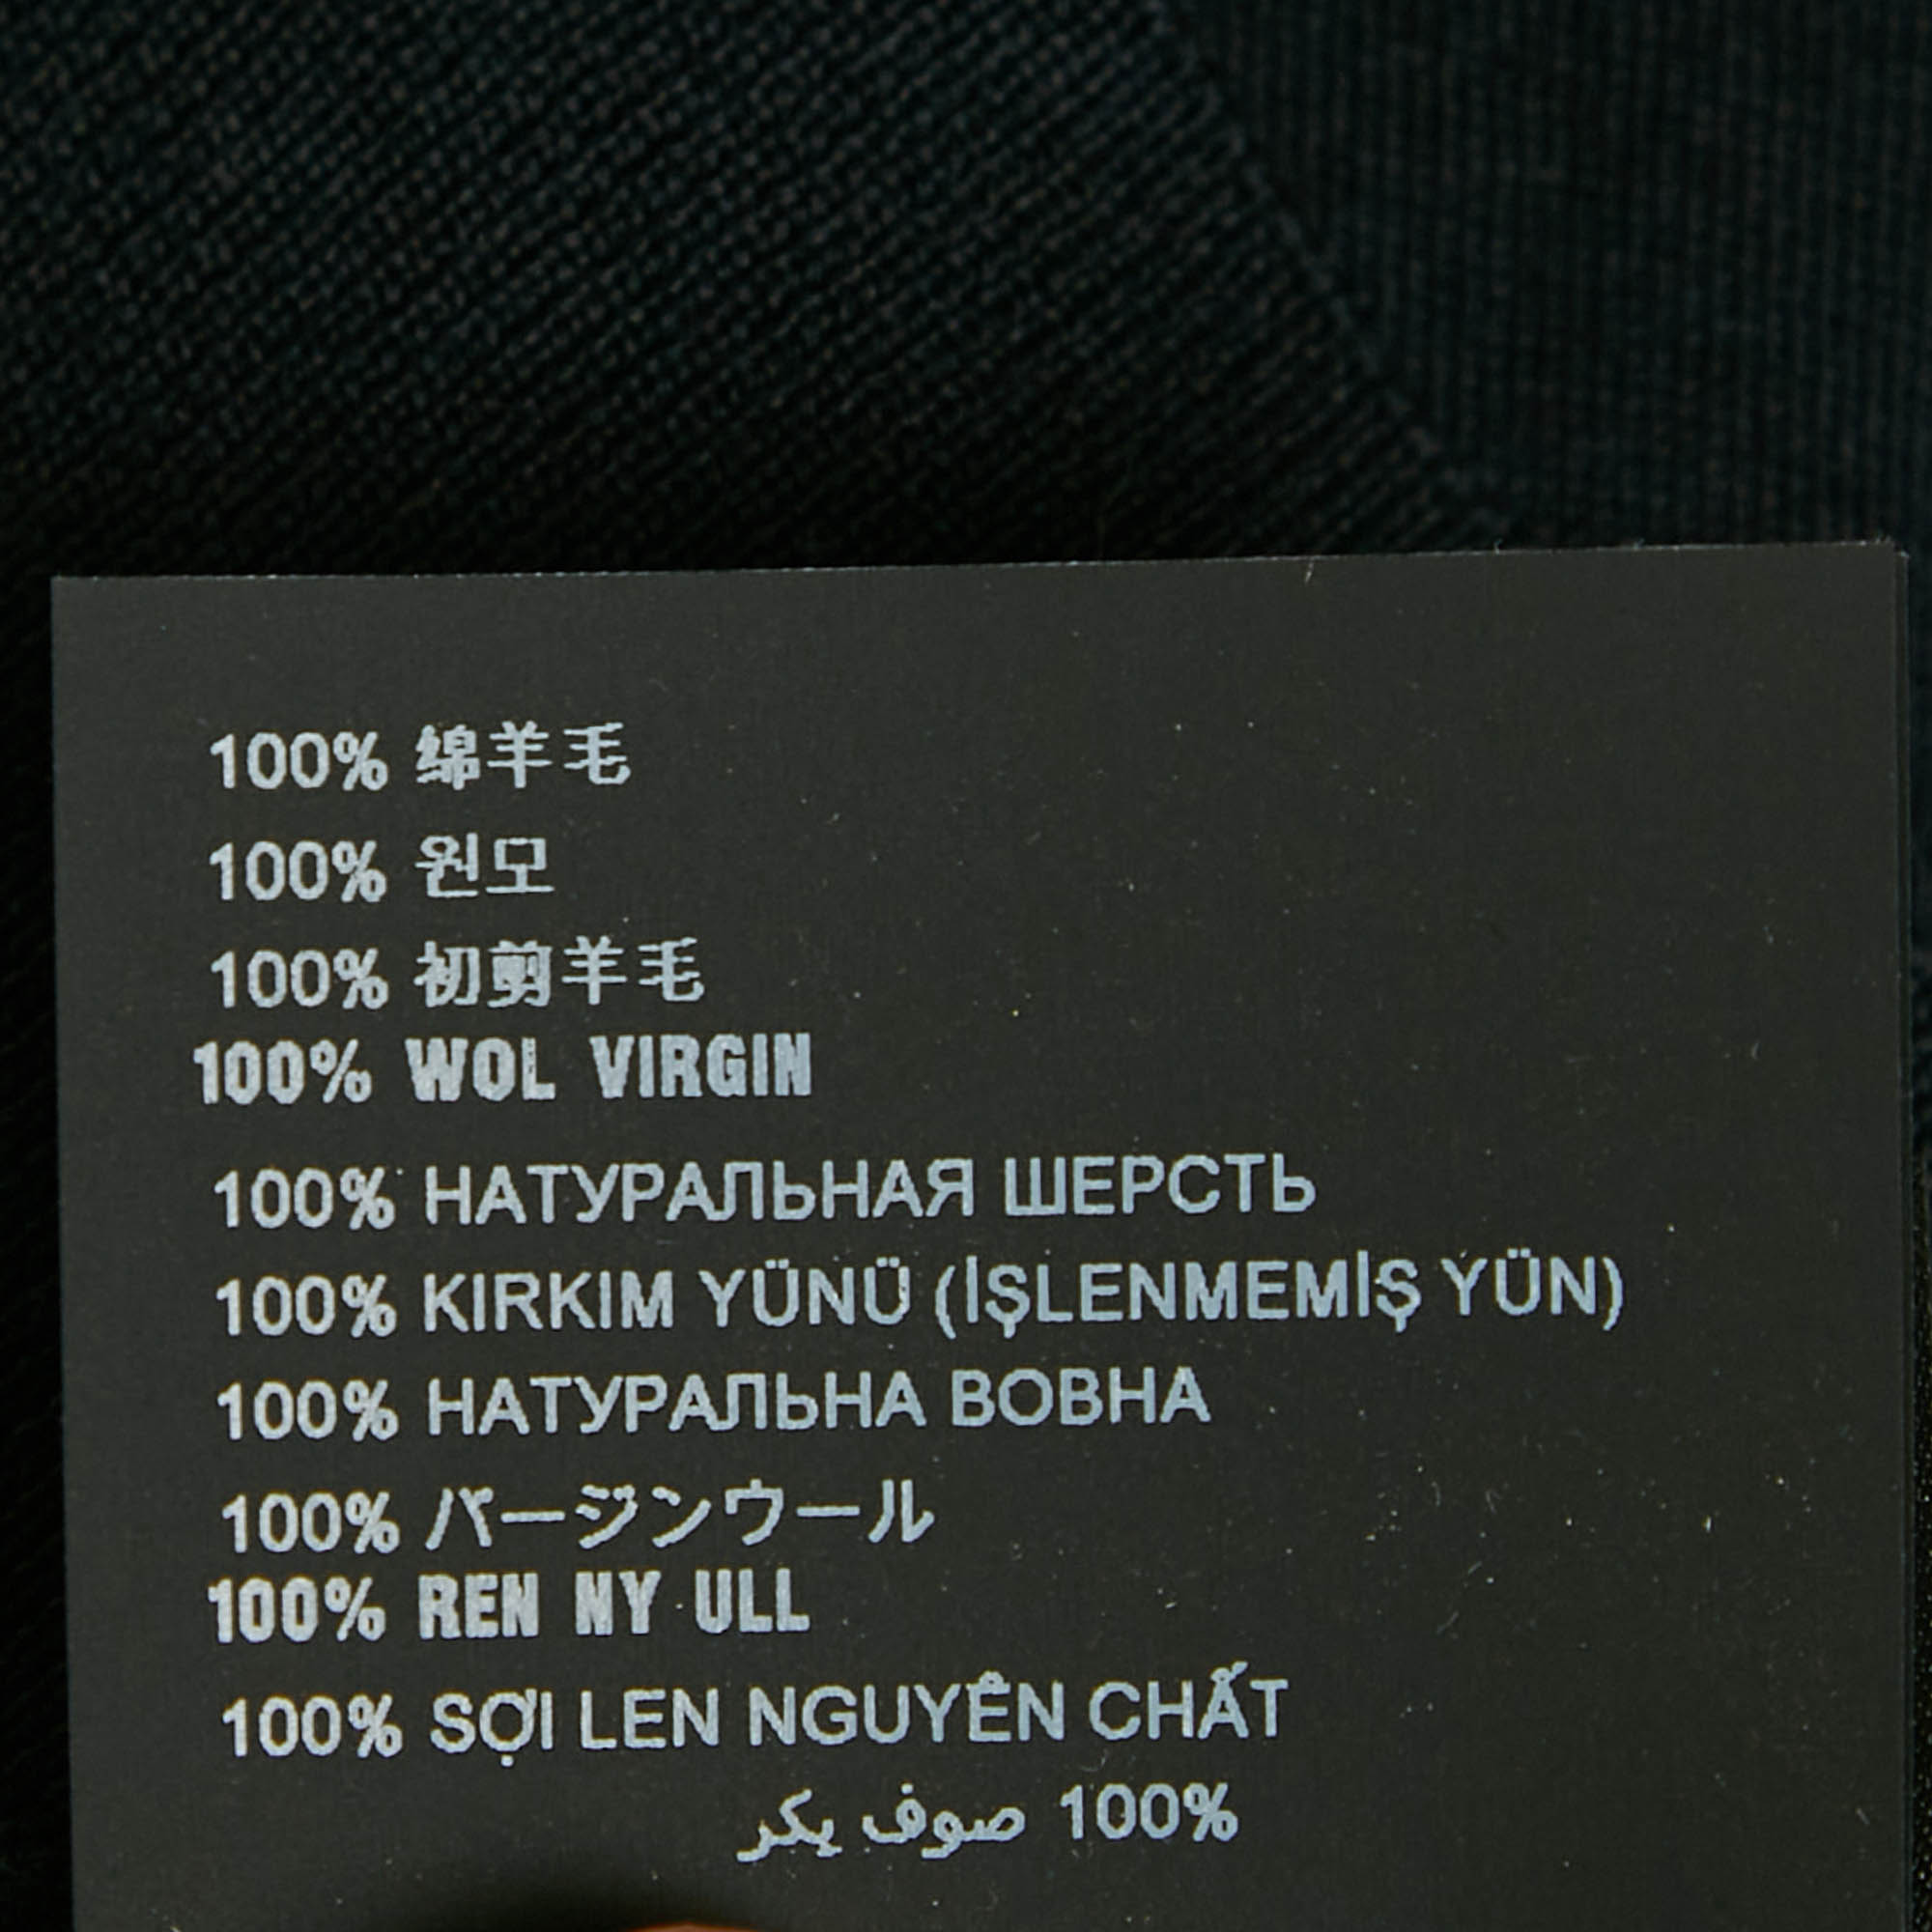 100% 绵羊毛
100% 원모
100% 初剪羊毛
100% WOL VIRGIN
100% НАТУРАЛЬНАЯ ШЕРСТЬ
100% KIRKIM YÜNÜ (İŞLENMEMİŞ YÜN)
100% НАТУРАЛЬНА ВОВНА
100% バージンウール
100% REN NY ULL
100% SỢI LEN NGUYÊN CHẤT
100% صوف يكر